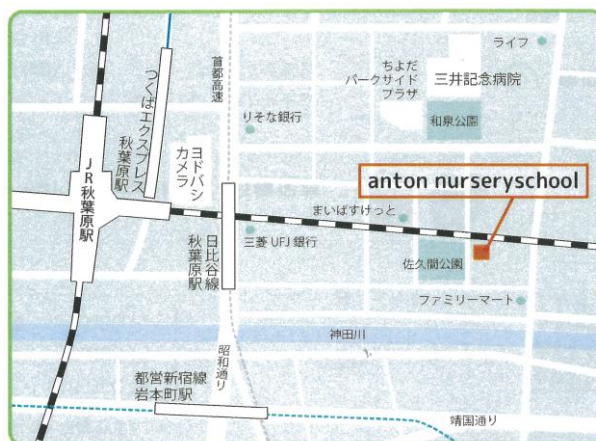 ライフ
ちよだ
パークサイド
プラザ
三井記念病院
首都高速
つくばエクスプレス
秋葉原駅
りそな銀行
和泉公園
ヨドバシ
カメラ
JR秋葉原駅
anton nurseryschool
まいばすけっと
三菱 UFJ 銀行
日比谷線
秋葉原駅
佐久間公園
ファミリーマート
神田川
昭和通り
都営新宿線
岩本町駅
靖国通り